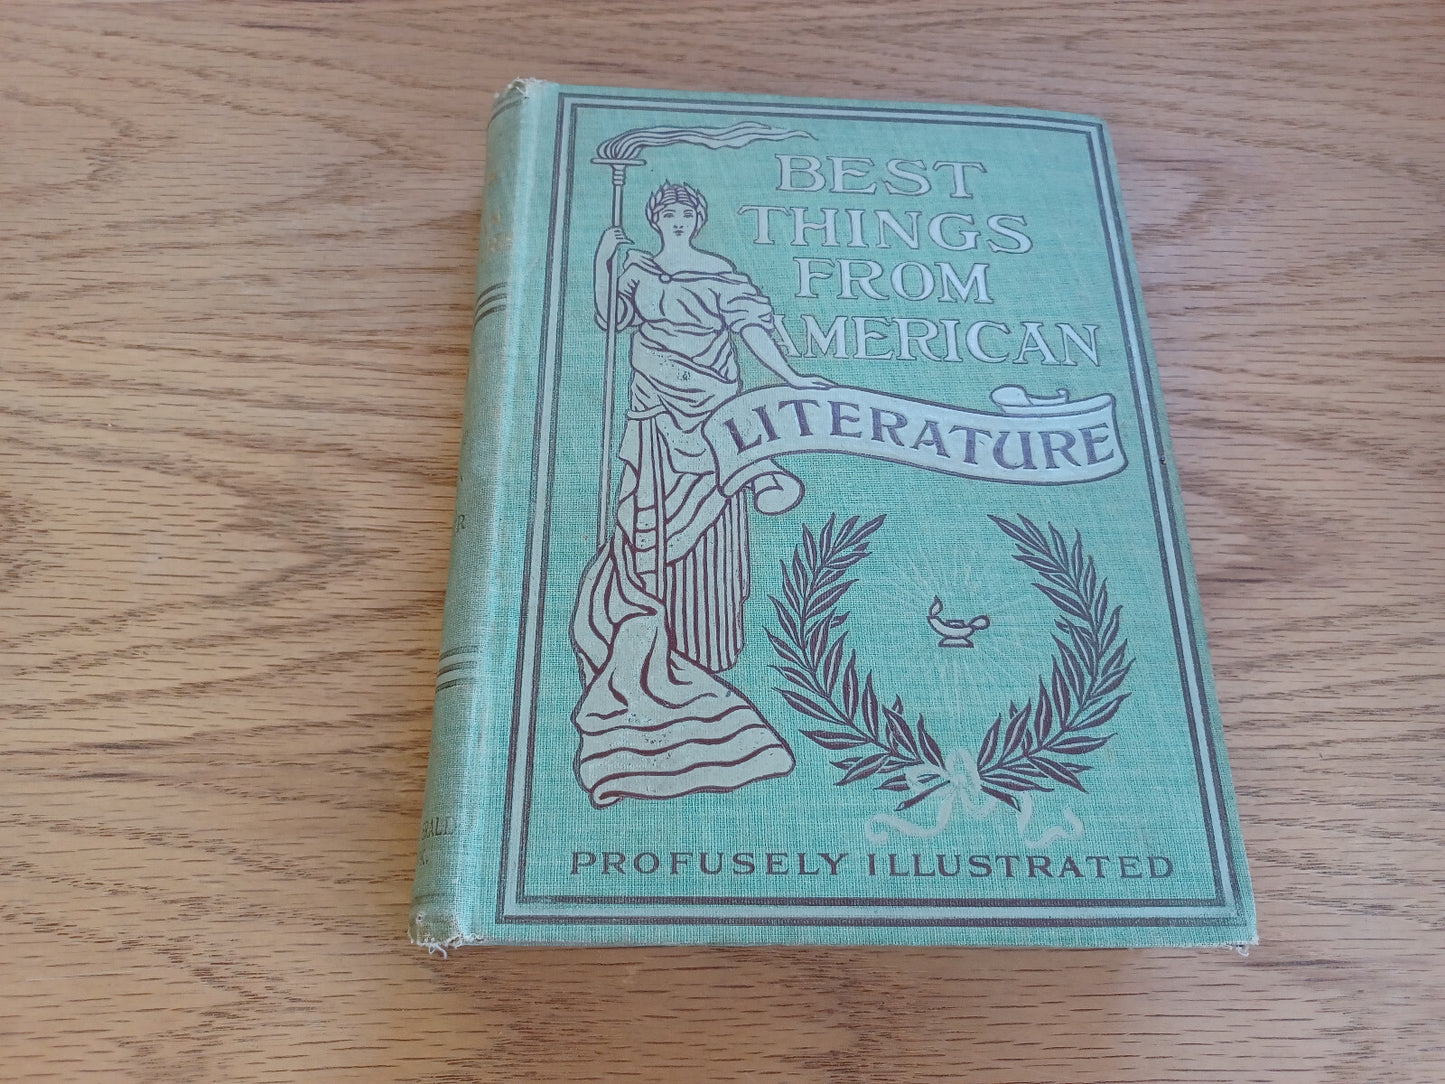 BEST
THINGS
FROM
AMERICAN
LITERATURE
PROFUSELY ILLUSTRATED